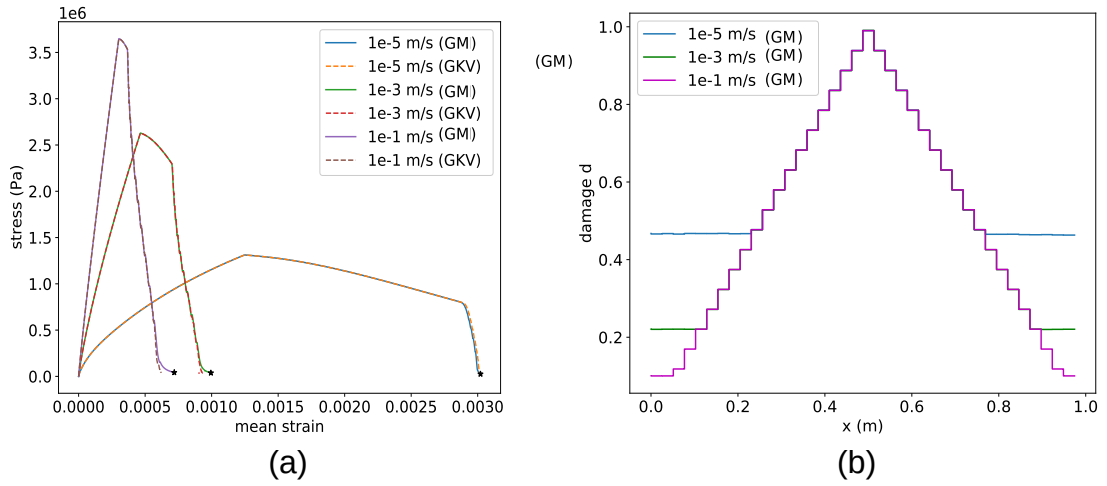 1e6
3.5
3.0
2.5
2.0
1.5
1.0
0.5
0.0
stress (Pa)
0.0000 0.0005 0.0010 0.0015 0.0020 0.0025 0.0030
mean strain
1e-5 m/s (GM)
1e-5 m/s (GKV)
1e-3 m/s (GM)
1e-3 m/s (GKV)
1e-1 m/s (GM)
1e-1 m/s (GKV)
(a)
(GM)
1.0
0.8
0.6
0.4
0.2
damage d
0.0 0.2 0.4 0.6 0.8 1.0
x (m)
1e-5 m/s (GM)
1e-3 m/s (GM)
1e-1 m/s (GM)
(b)